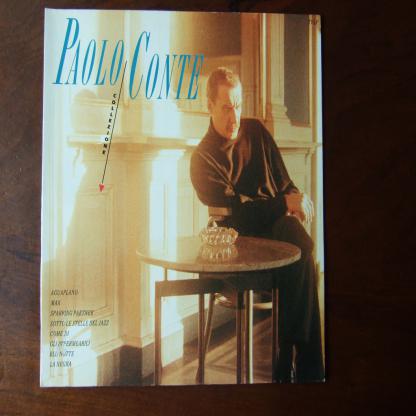 PAOLO CONTE
COLLEZIONE
AGUAPLANO
MAX
SPARRING PARTNER
SOTTO LE STELLE DEL JAZZ
COME DI
GLI IMPERMEABILI
BLU NOTTE
LA NEGRA